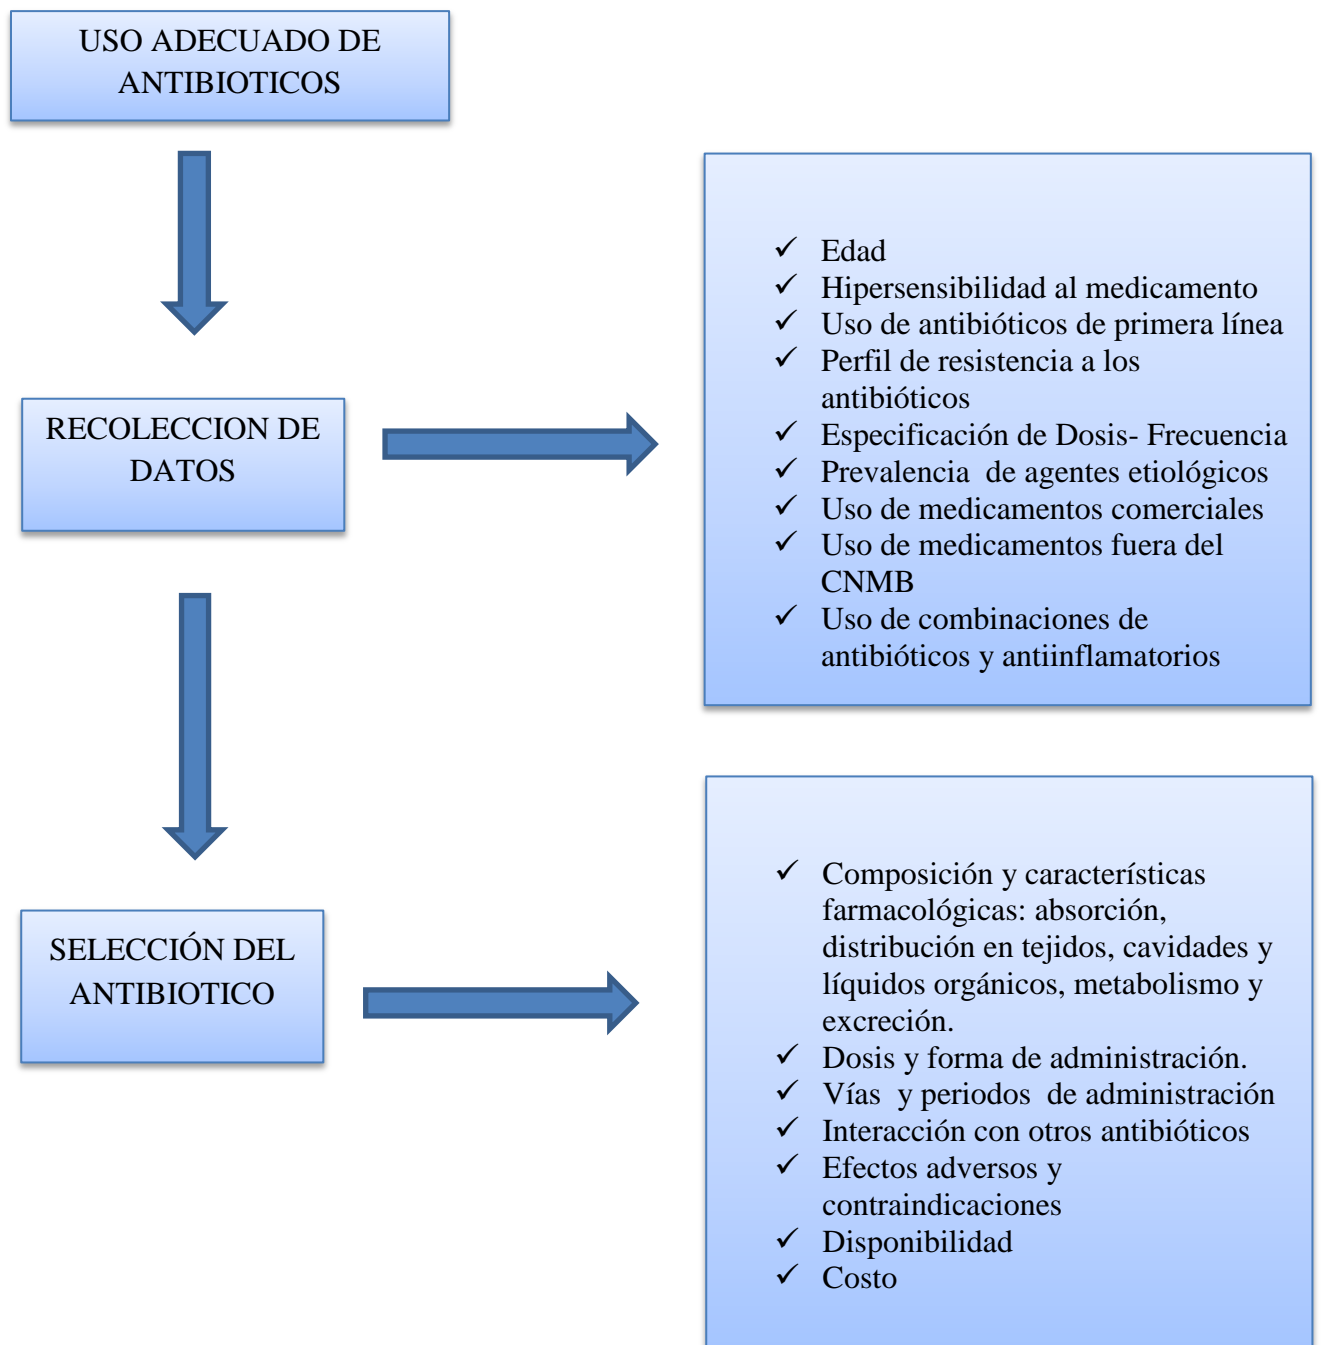 USO ADECUADO DE
ANTIBIOTICOS
RECOLECCION DE
DATOS
✓ Edad
✓ Hipersensibilidad al medicamento
✓ Uso de antibióticos de primera línea
✓ Perfil de resistencia a los
antibióticos
✓ Especificación de Dosis- Frecuencia
✓ Prevalencia  de agentes etiológicos
✓ Uso de medicamentos comerciales
✓ Uso de medicamentos fuera del
CNMB
✓ Uso de combinaciones de
antibióticos y antiinflamatorios
SELECCIÓN DEL
ANTIBIOTICO
✓ Composición y características
farmacológicas: absorción,
distribución en tejidos, cavidades y
líquidos orgánicos, metabolismo y
excreción.
✓ Dosis y forma de administración.
✓ Vías  y periodos  de administración
✓ Interacción con otros antibióticos
✓ Efectos adversos y
contraindicaciones
✓ Disponibilidad
✓ Costo